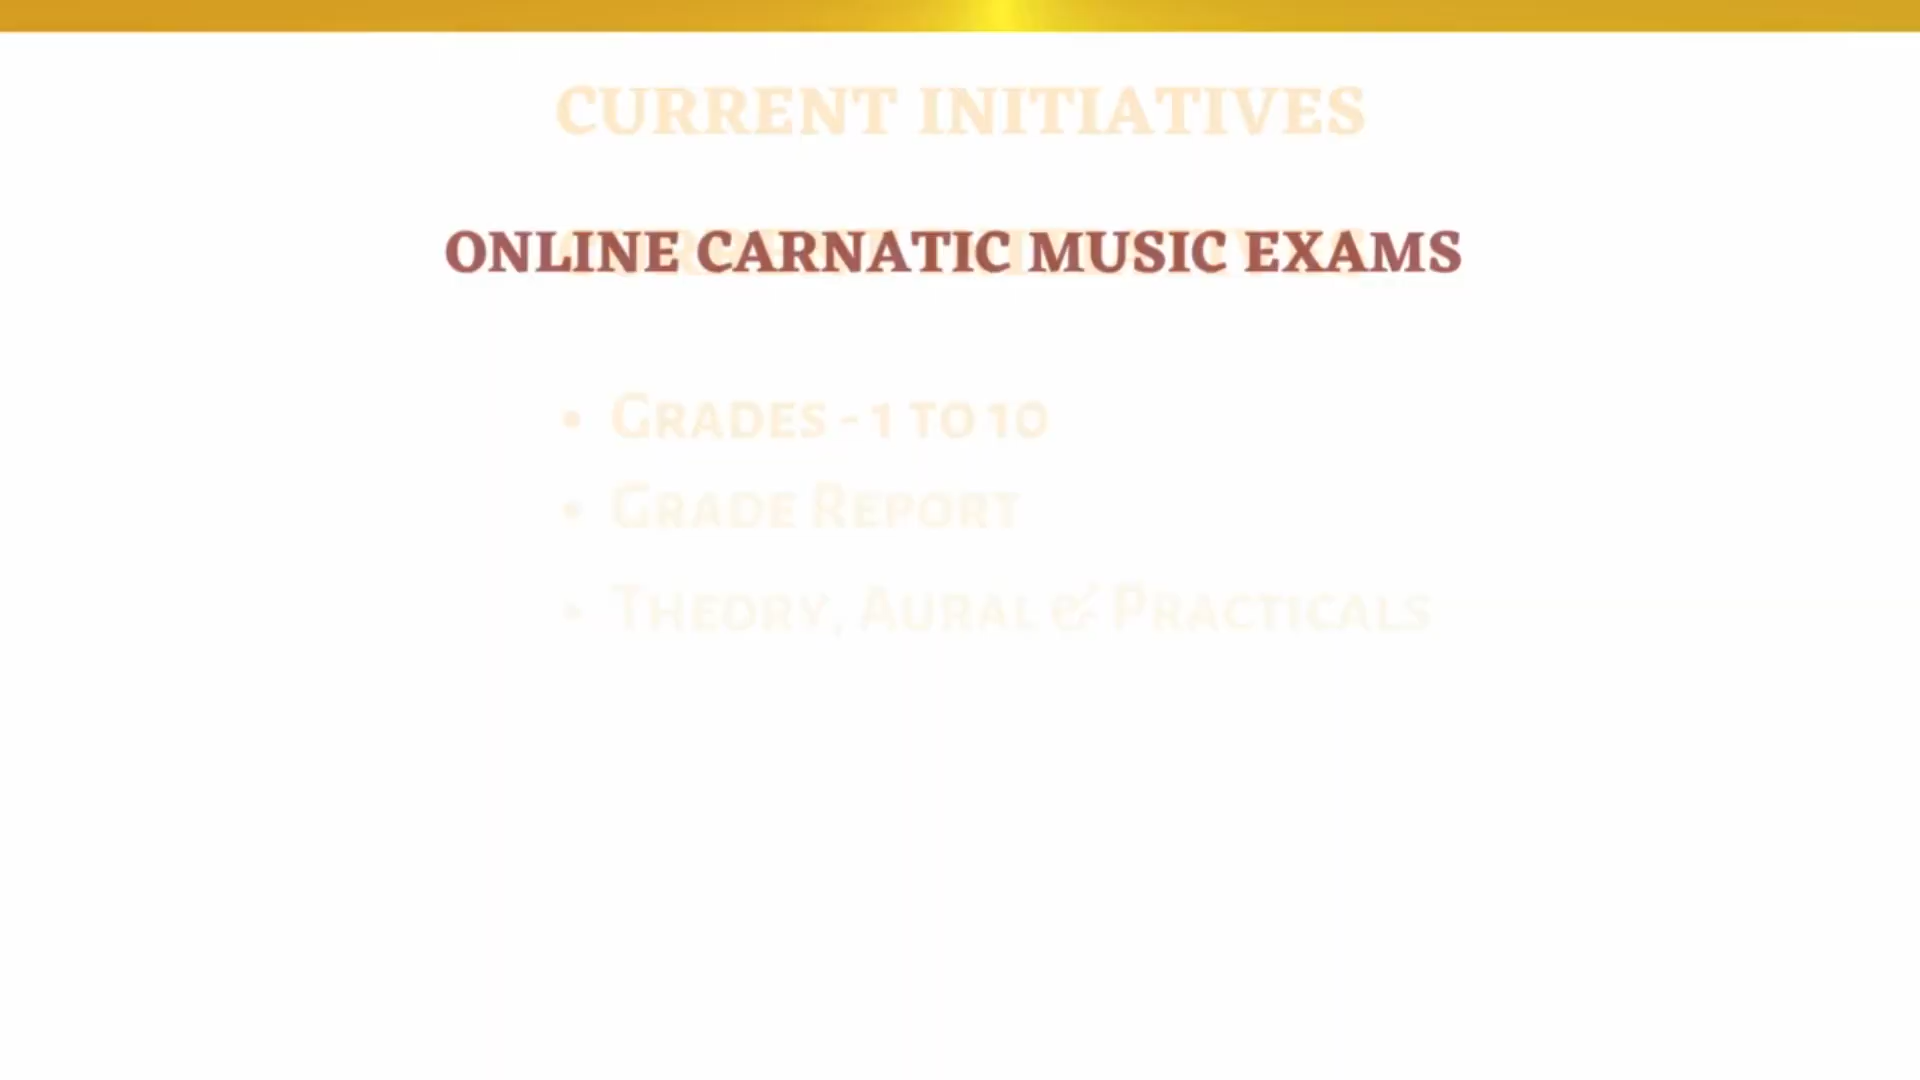 CURRENT INITIATIVES
ONLINE CARNATIC MUSIC EXAMS
• GRADES - 1 TO 10
• GRADE REPORT
• THEORY, AURAL & PRACTICALS